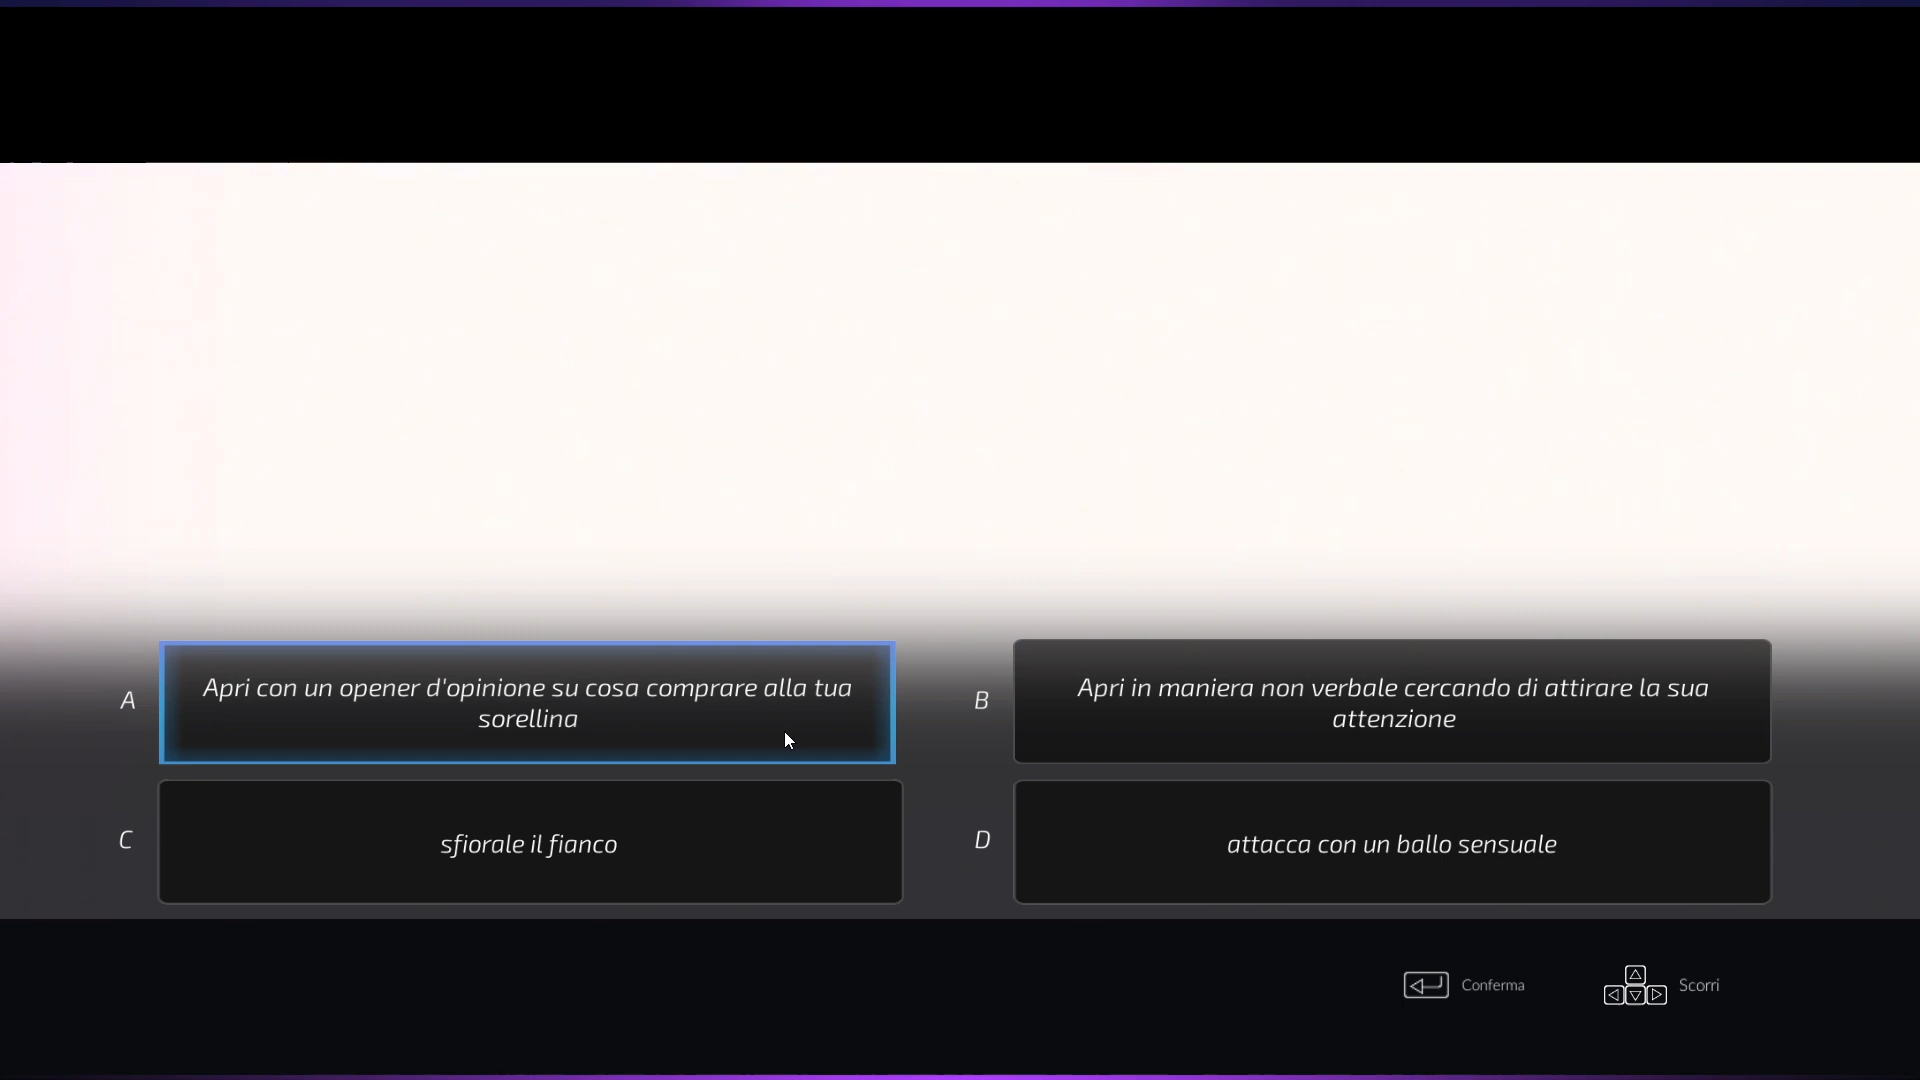 A
Apri con un opener d'opinione su cosa comprare alla tua
sorellina
B
Apri in maniera non verbale cercando di attirare la sua
attenzione
C
sfiorale il fianco
D
attacca con un ballo sensuale
Conferma
Scorri